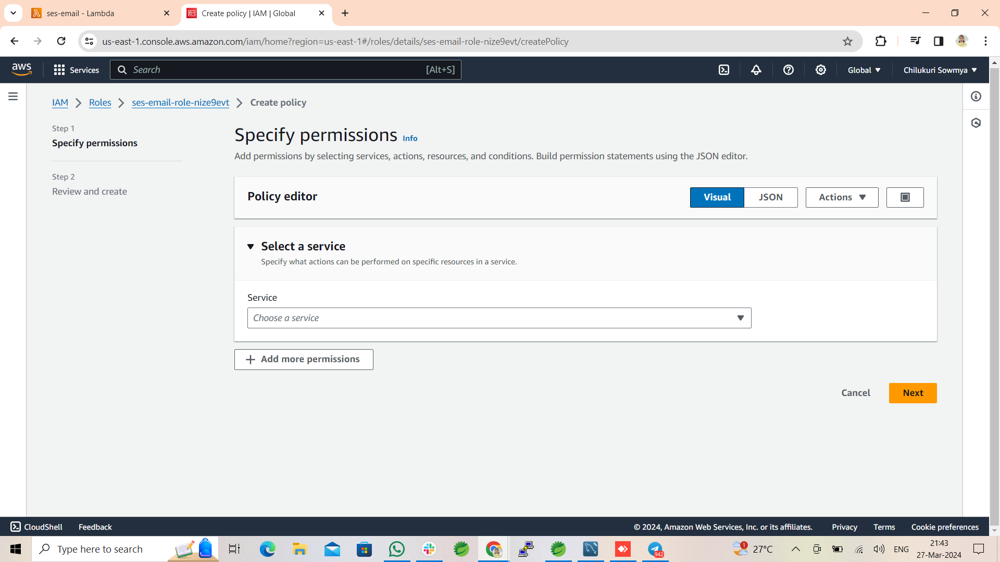 ses-email - Lambda
Create policy | IAM | Global
us-east-1.console.aws.amazon.com/iam/home?region=us-east-1#/roles/details/ses-email-role-nize9evt/createPolicy
aws
Services
Search
[Alt+S]
Global
Chilukuri Sowmya
IAM
Roles
ses-email-role-nize9evt
Create policy
Step 1
Specify permissions
Step 2
Review and create
Specify permissions Info
Add permissions by selecting services, actions, resources, and conditions. Build permission statements using the JSON editor.
Policy editor
Visual
JSON
Actions
Select a service
Specify what actions can be performed on specific resources in a service.
Service
Choose a service
Add more permissions
Cancel
Next
CloudShell
Feedback
© 2024, Amazon Web Services, Inc. or its affiliates.
Privacy
Terms
Cookie preferences
Type here to search
942
1
27°C
ENG
21:43
27-Mar-2024